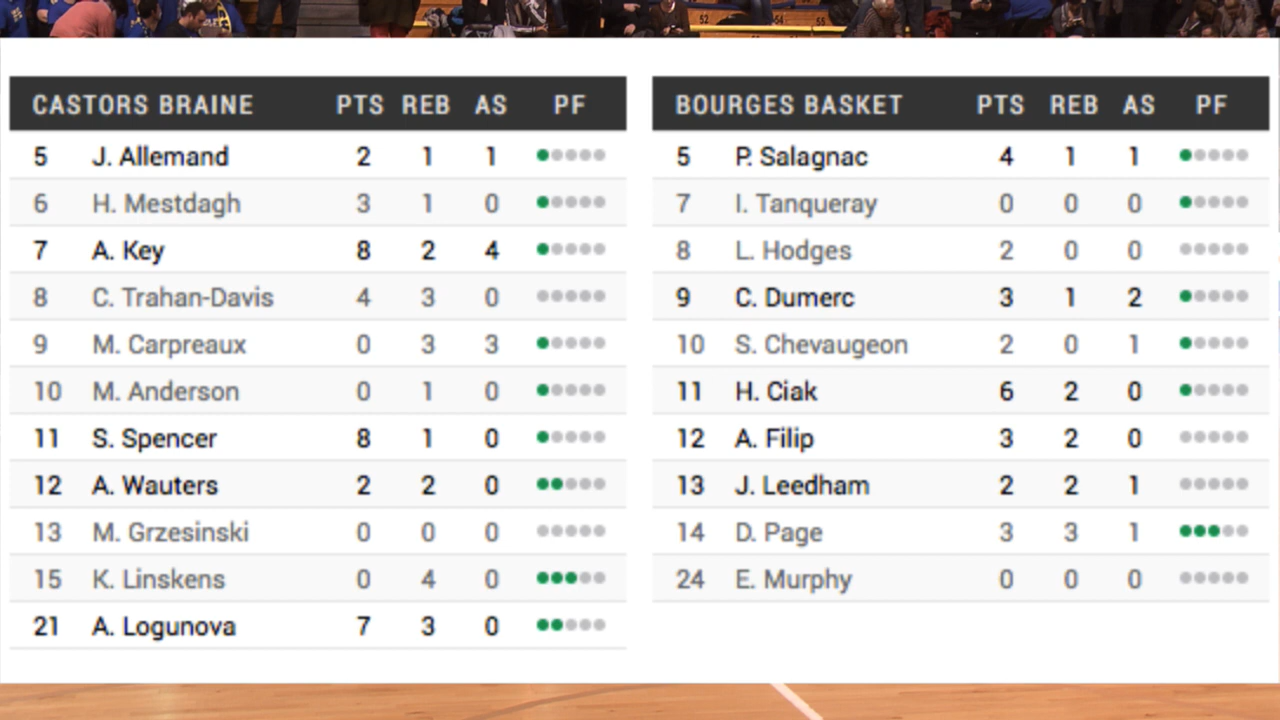 52 54 55
CASTORS BRAINE PTS REB AS PF
5 J. Allemand 2 1 1
6 H. Mestdagh 3 1 0
7 A. Key 8 2 4
8 C. Trahan-Davis 4 3 0
9 M. Carpreaux 0 3 3
10 M. Anderson 0 1 0
11 S. Spencer 8 1 0
12 A. Wauters 2 2 0
13 M. Grzesinski 0 0 0
15 K. Linskens 0 4 0
21 A. Logunova 7 3 0
BOURGES BASKET PTS REB AS PF
5 P. Salagnac 4 1 1
7 I. Tanqueray 0 0 0
8 L. Hodges 2 0 0
9 C. Dumerc 3 1 2
10 S. Chevaugeon 2 0 1
11 H. Ciak 6 2 0
12 A. Filip 3 2 0
13 J. Leedham 2 2 1
14 D. Page 3 3 1
24 E. Murphy 0 0 0